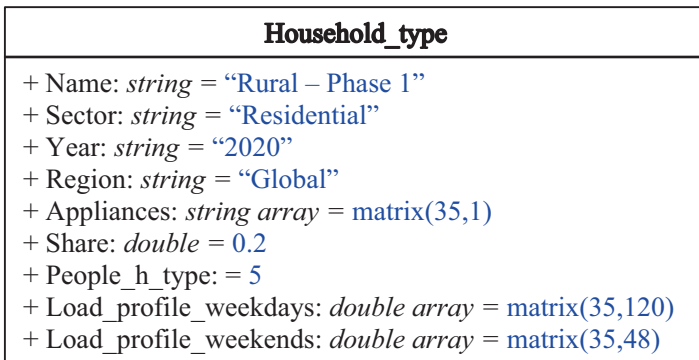 Household_type
+ Name: string = “Rural – Phase 1”
+ Sector: string = “Residential”
+ Year: string = “2020”
+ Region: string = “Global”
+ Appliances: string array = matrix(35,1)
+ Share: double = 0.2
+ People_h_type: = 5
+ Load_profile_weekdays: double array = matrix(35,120)
+ Load_profile_weekends: double array = matrix(35,48)